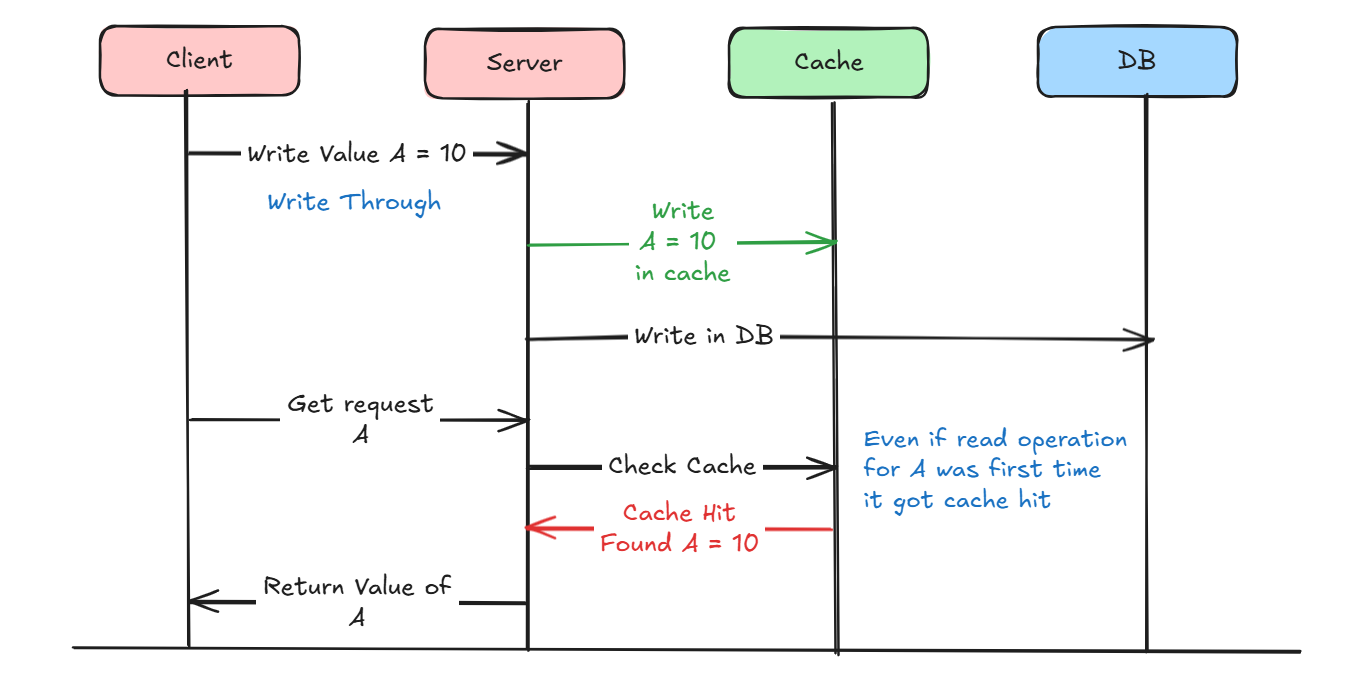 Client
Server
Cache
DB
Write Value A = 10
Write Through
Write
A = 10
in cache
Write in DB
Get request
A
Check Cache
Even if read operation
for A was first time
it got cache hit
Cache Hit
Found A = 10
Return Value of
A